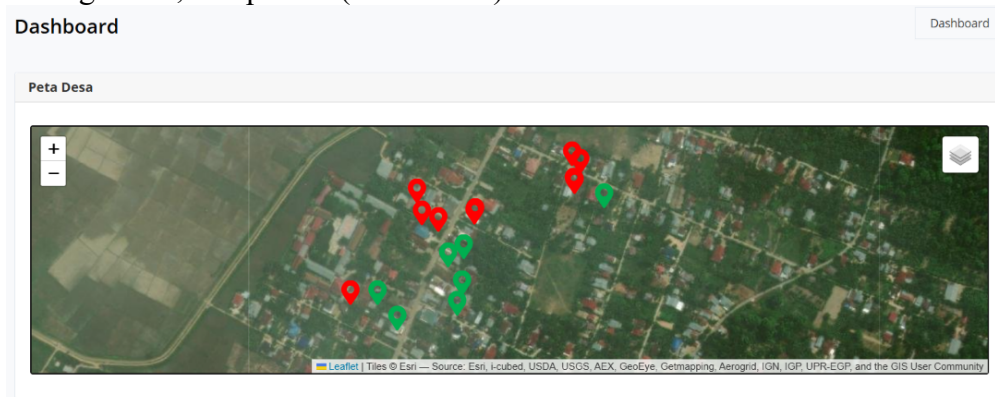 Dashboard
Dashboard
Peta Desa
+
−
Leaflet | Tiles © Esri — Source: Esri, i-cubed, USDA, USGS, AEX, GeoEye, Getmapping, Aerogrid, IGN, IGP, UPR-EGP, and the GIS User Community